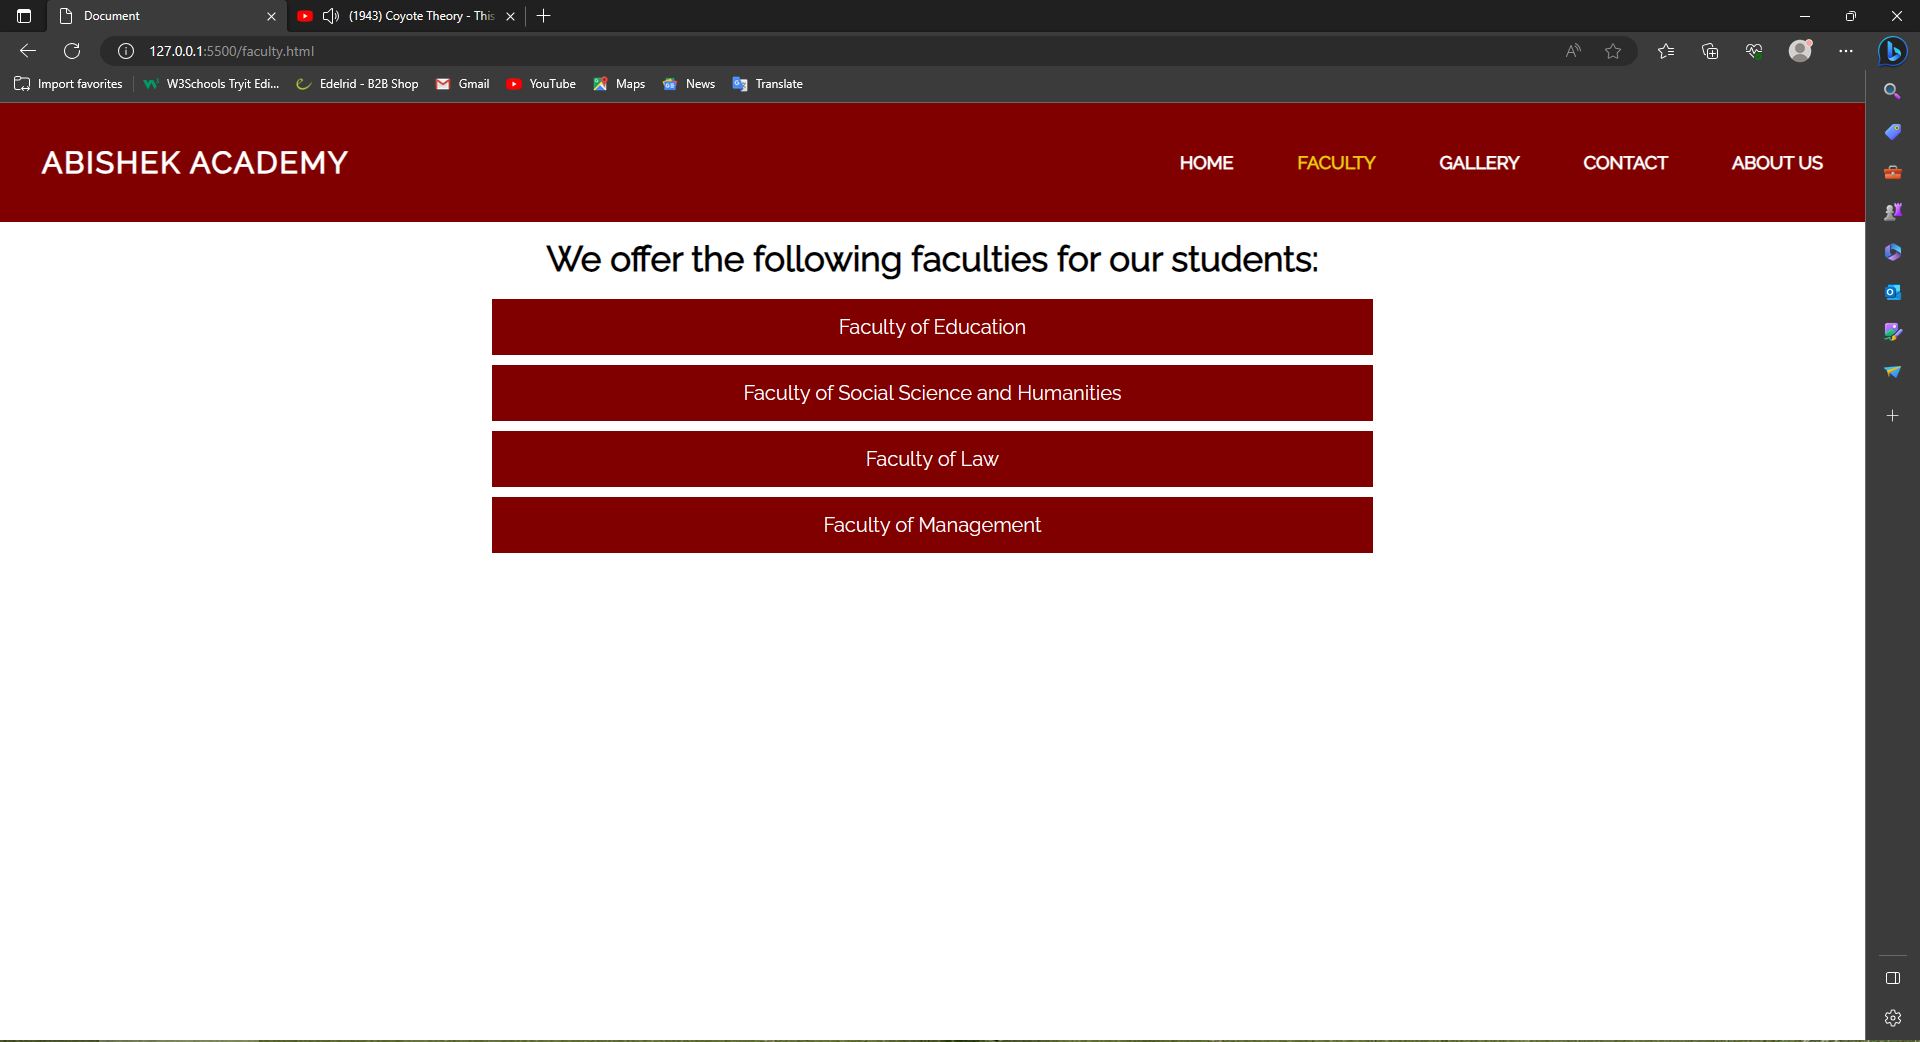 Document
(1943) Coyote Theory - This
127.0.0.1:5500/faculty.html
Import favorites
W3Schools Tryit Edi...
Edelrid - B2B Shop
Gmail
YouTube
Maps
News
Translate
ABISHEK ACADEMY
HOME
FACULTY
GALLERY
CONTACT
ABOUT US
We offer the following faculties for our students:
Faculty of Education
Faculty of Social Science and Humanities
Faculty of Law
Faculty of Management